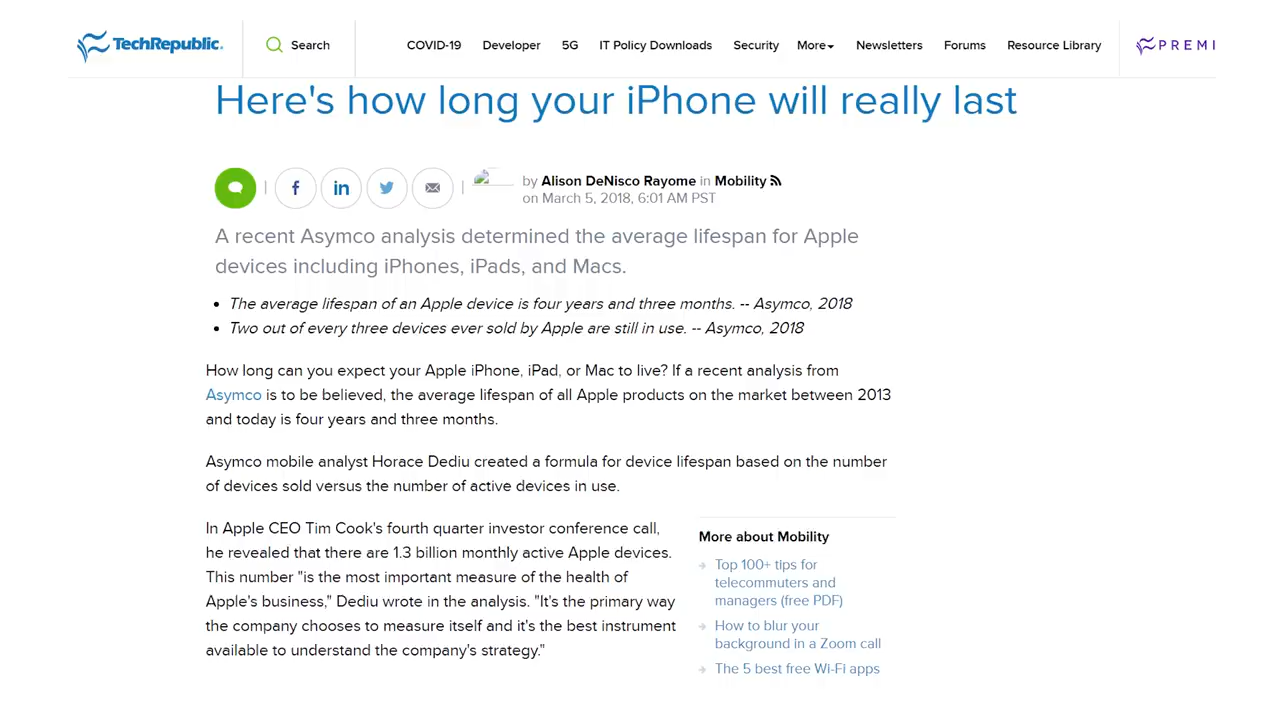 TechRepublic.
Search
COVID-19 Developer 5G IT Policy Downloads Security More Newsletters Forums Resource Library PREMI
Here's how long your iPhone will really last
by Alison DeNisco Rayome in Mobility
on March 5, 2018, 6:01 AM PST
A recent Asymco analysis determined the average lifespan for Apple
devices including iPhones, iPads, and Macs.
• The average lifespan of an Apple device is four years and three months. -- Asymco, 2018
• Two out of every three devices ever sold by Apple are still in use. -- Asymco, 2018
How long can you expect your Apple iPhone, iPad, or Mac to live? If a recent analysis from
Asymco is to be believed, the average lifespan of all Apple products on the market between 2013
and today is four years and three months.
Asymco mobile analyst Horace Dediu created a formula for device lifespan based on the number
of devices sold versus the number of active devices in use.
In Apple CEO Tim Cook's fourth quarter investor conference call,
he revealed that there are 1.3 billion monthly active Apple devices.
This number "is the most important measure of the health of
Apple's business," Dediu wrote in the analysis. "It's the primary way
the company chooses to measure itself and it's the best instrument
available to understand the company's strategy."
More about Mobility
Top 100+ tips for
telecommuters and
managers (free PDF)
How to blur your
background in a Zoom call
The 5 best free Wi-Fi apps